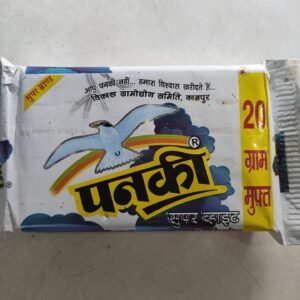 सुपर ब्राण्ड
आप पनकी नहीं... हमारा विश्वास खरीदते हैं...
विकास ग्रामोद्योग समिति, कानपुर
पनकी®
सुपर व्हाइट
20
ग्राम
मुफ़्त